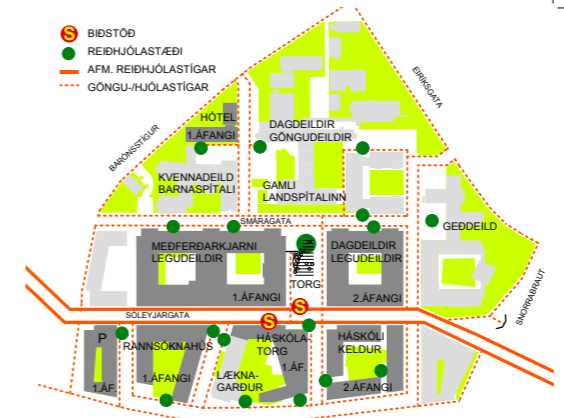 S BIÐSTÖÐ
REIÐHJÓLASTÆÐI
AFM. REIÐHJÓLASTÍGAR
GÖNGU-/HJÓLASTÍGAR
EIRÍKSGATA
BARÓNSSTÍGUR
HÓTEL
1.ÁFANGI
DAGDEILDIR
GÖNGUDEILDIR
KVENNADEILD
BARNASPÍTALI
GAMLI
LANDSPÍTALINN
GEÐDEILD
SMÁRAGATA
MEÐFERÐARKJARNI
LEGUDEILDIR
DAGDEILDIR
LEGUDEILDIR
TORG
1.ÁFANGI
2.ÁFANGI
SNORRABRAUT
SÓLEYJARGATA
S
S
P
RANNSÓKNAHÚS
HÁSKÓLA-
TORG
HÁSKÓLI
KELDUR
1.ÁF.
1.ÁFANGI
LÆKNA-
GARÐUR
1.ÁF.
2.ÁFANGI